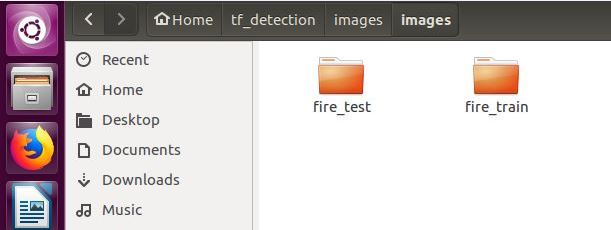 Home tf_detection images images
Recent
Home
Desktop
Documents
Downloads
Music
fire_test fire_train